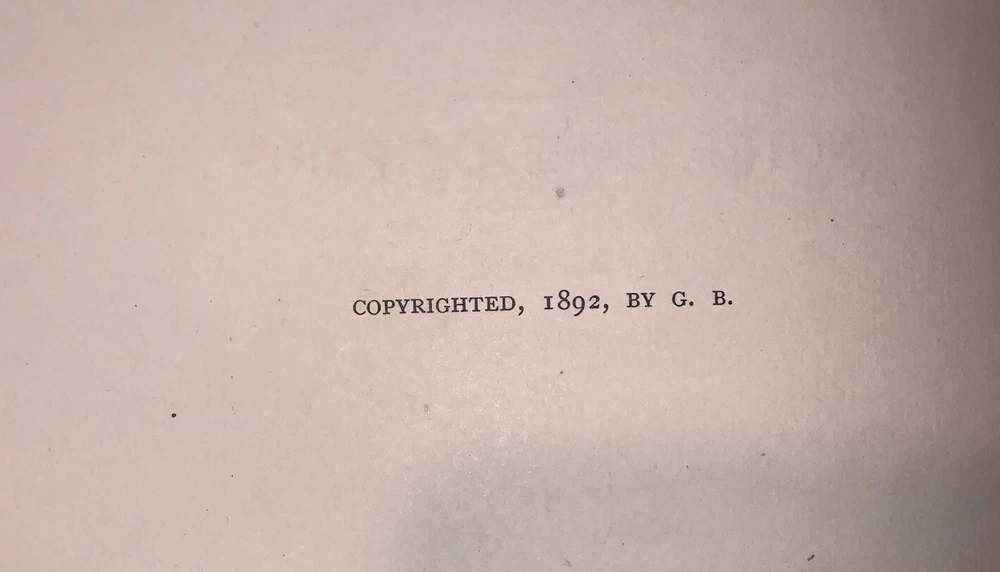 COPYRIGHTED, 1892, BY G. B.